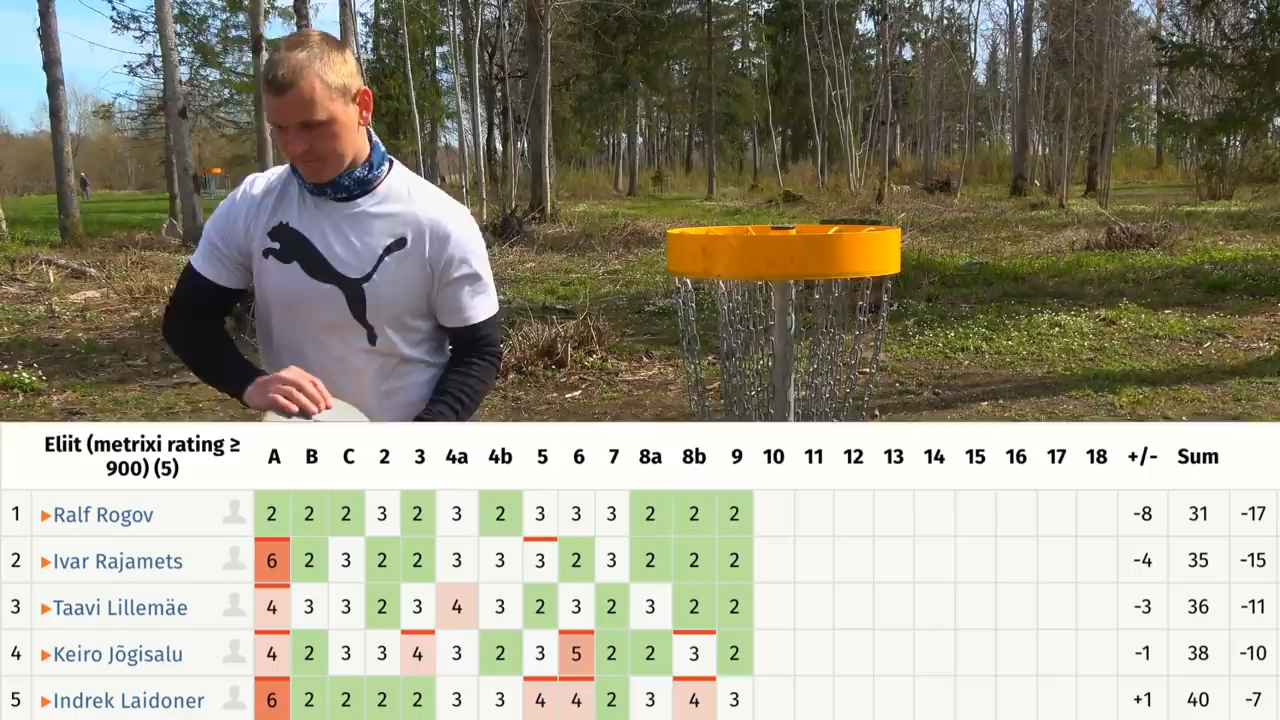 Eliit (metrixi rating ≥
900) (5) A B C 2 3 4a 4b 5 6 7 8a 8b 9 10 11 12 13 14 15 16 17 18 +/- Sum
1 Ralf Rogov 2 2 2 3 2 3 2 3 3 3 2 2 2 -8 31 -17
2 Ivar Rajamets 6 2 3 2 2 3 3 3 2 3 2 2 2 -4 35 -15
3 Taavi Lillemäe 4 3 3 2 3 4 3 2 3 2 3 2 2 -3 36 -11
4 Keiro Jõgisalu 4 2 3 3 4 3 2 3 5 2 2 3 2 -1 38 -10
5 Indrek Laidoner 6 2 2 2 2 3 3 4 4 2 3 4 3 +1 40 -7